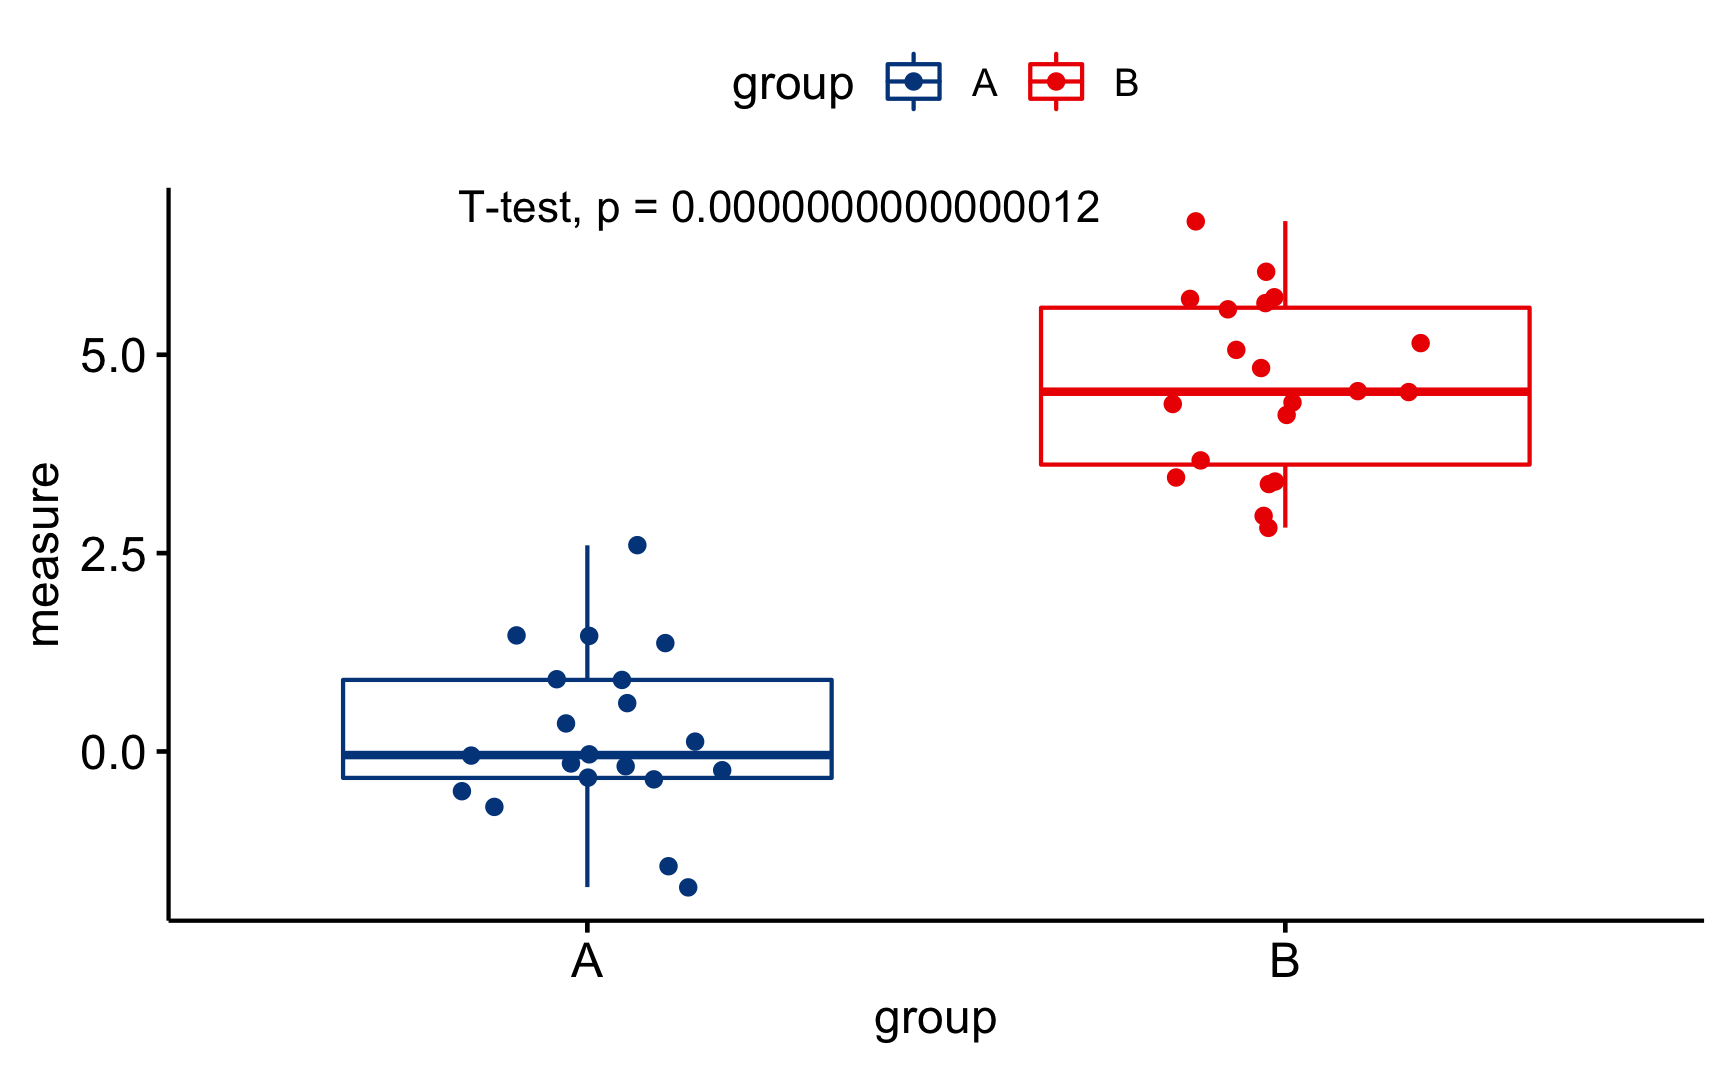 group A B
T-test, p = 0.0000000000000012
measure
5.0
2.5
0.0
A B
group